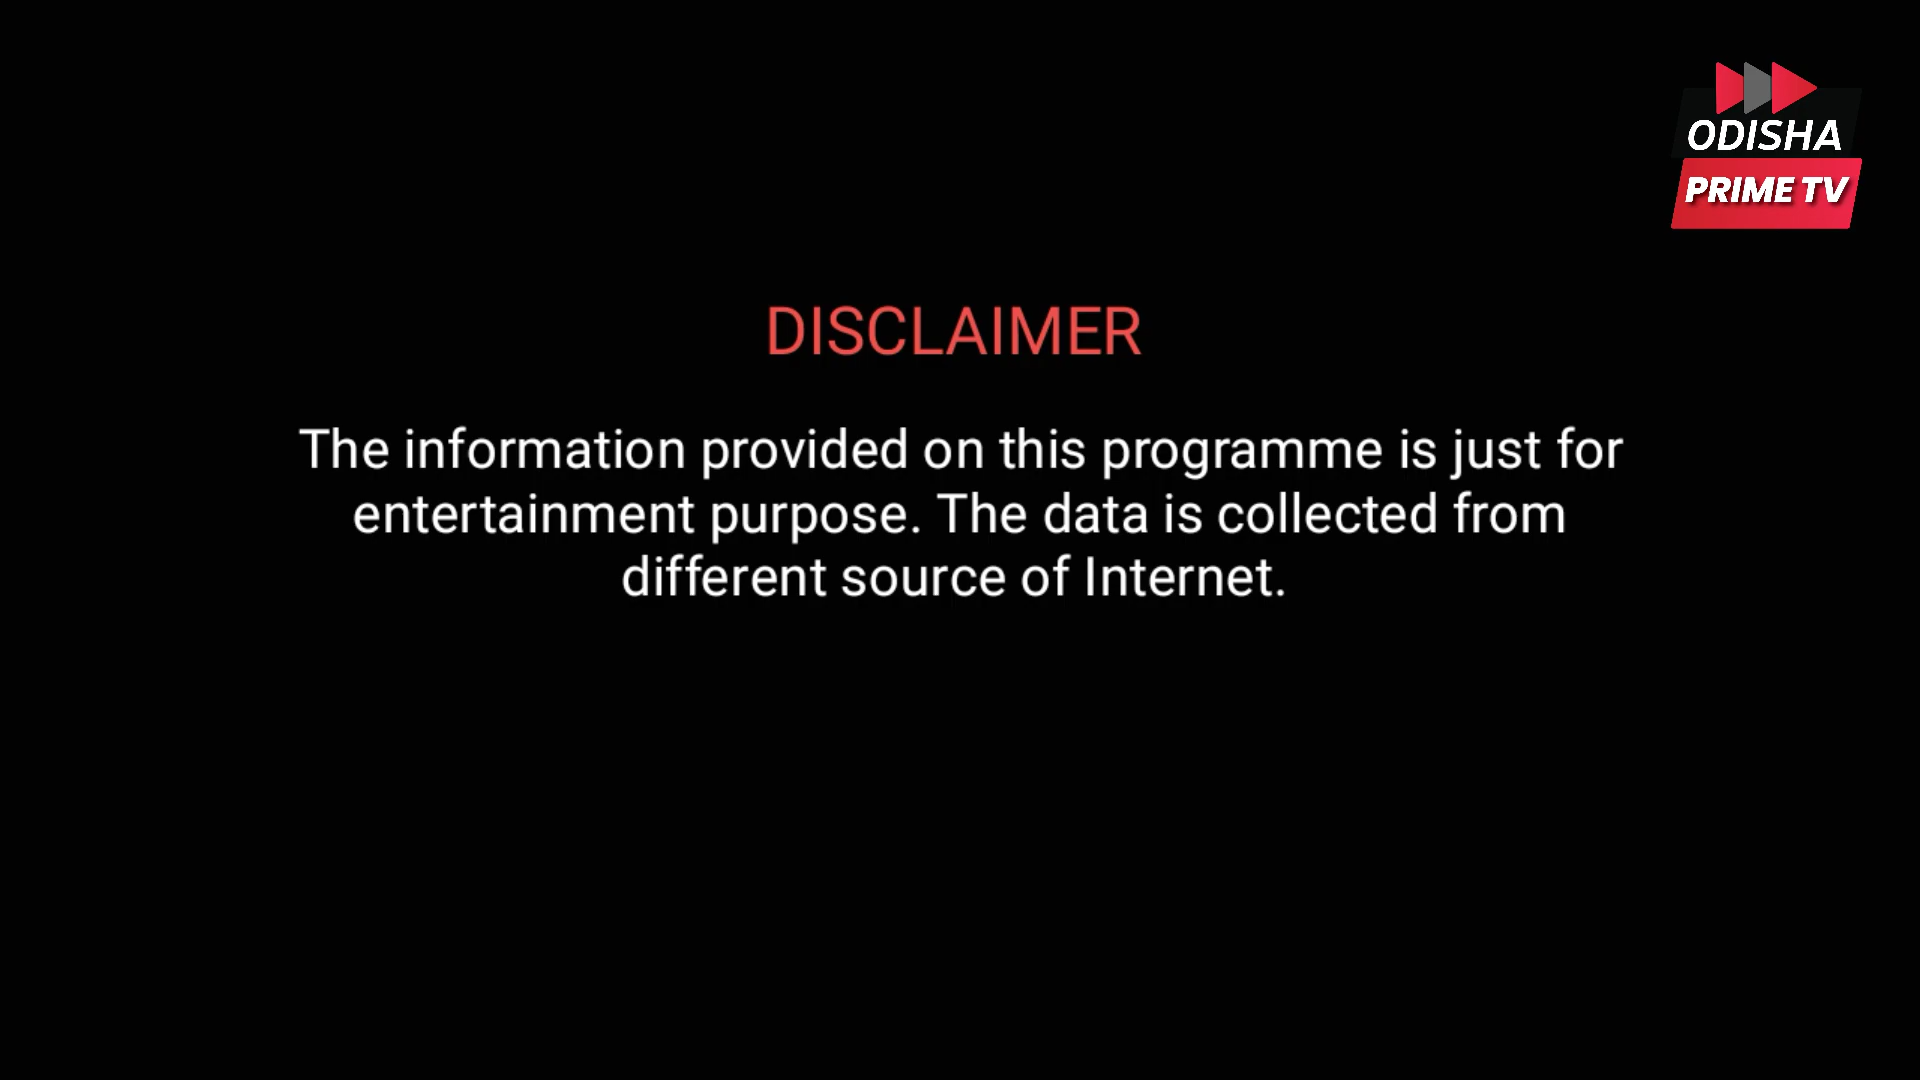 ODISHA
PRIME TV
DISCLAIMER
The information provided on this programme is just for
entertainment purpose. The data is collected from
different source of Internet.